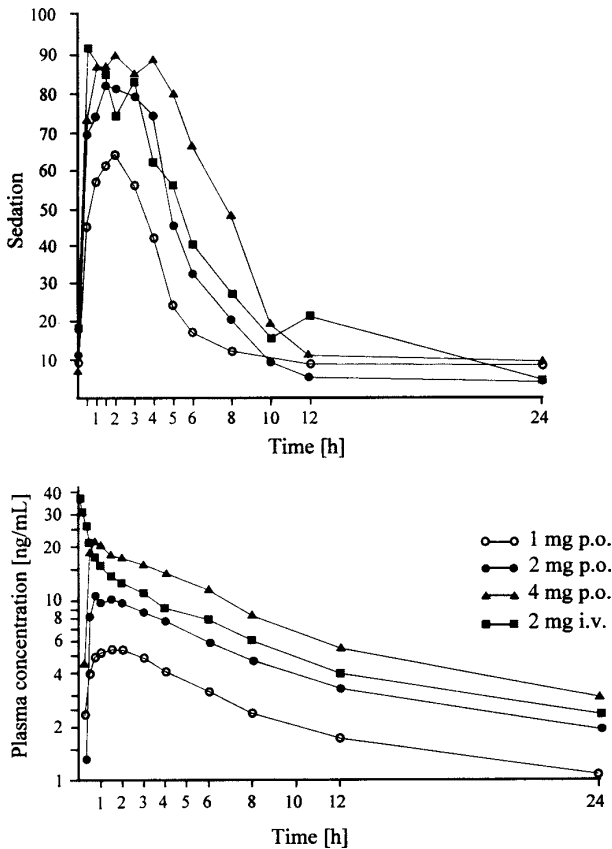 100
90
80
70
60
50
40
30
20
10
Sedation
1 2 3 4 5 6 8 10 12 24
Time [h]
40
30
20
10
8
6
4
2
1
Plasma concentration [ng/mL]
1 mg p.o.
2 mg p.o.
4 mg p.o.
2 mg i.v.
1 2 3 4 5 6 8 10 12 24
Time [h]